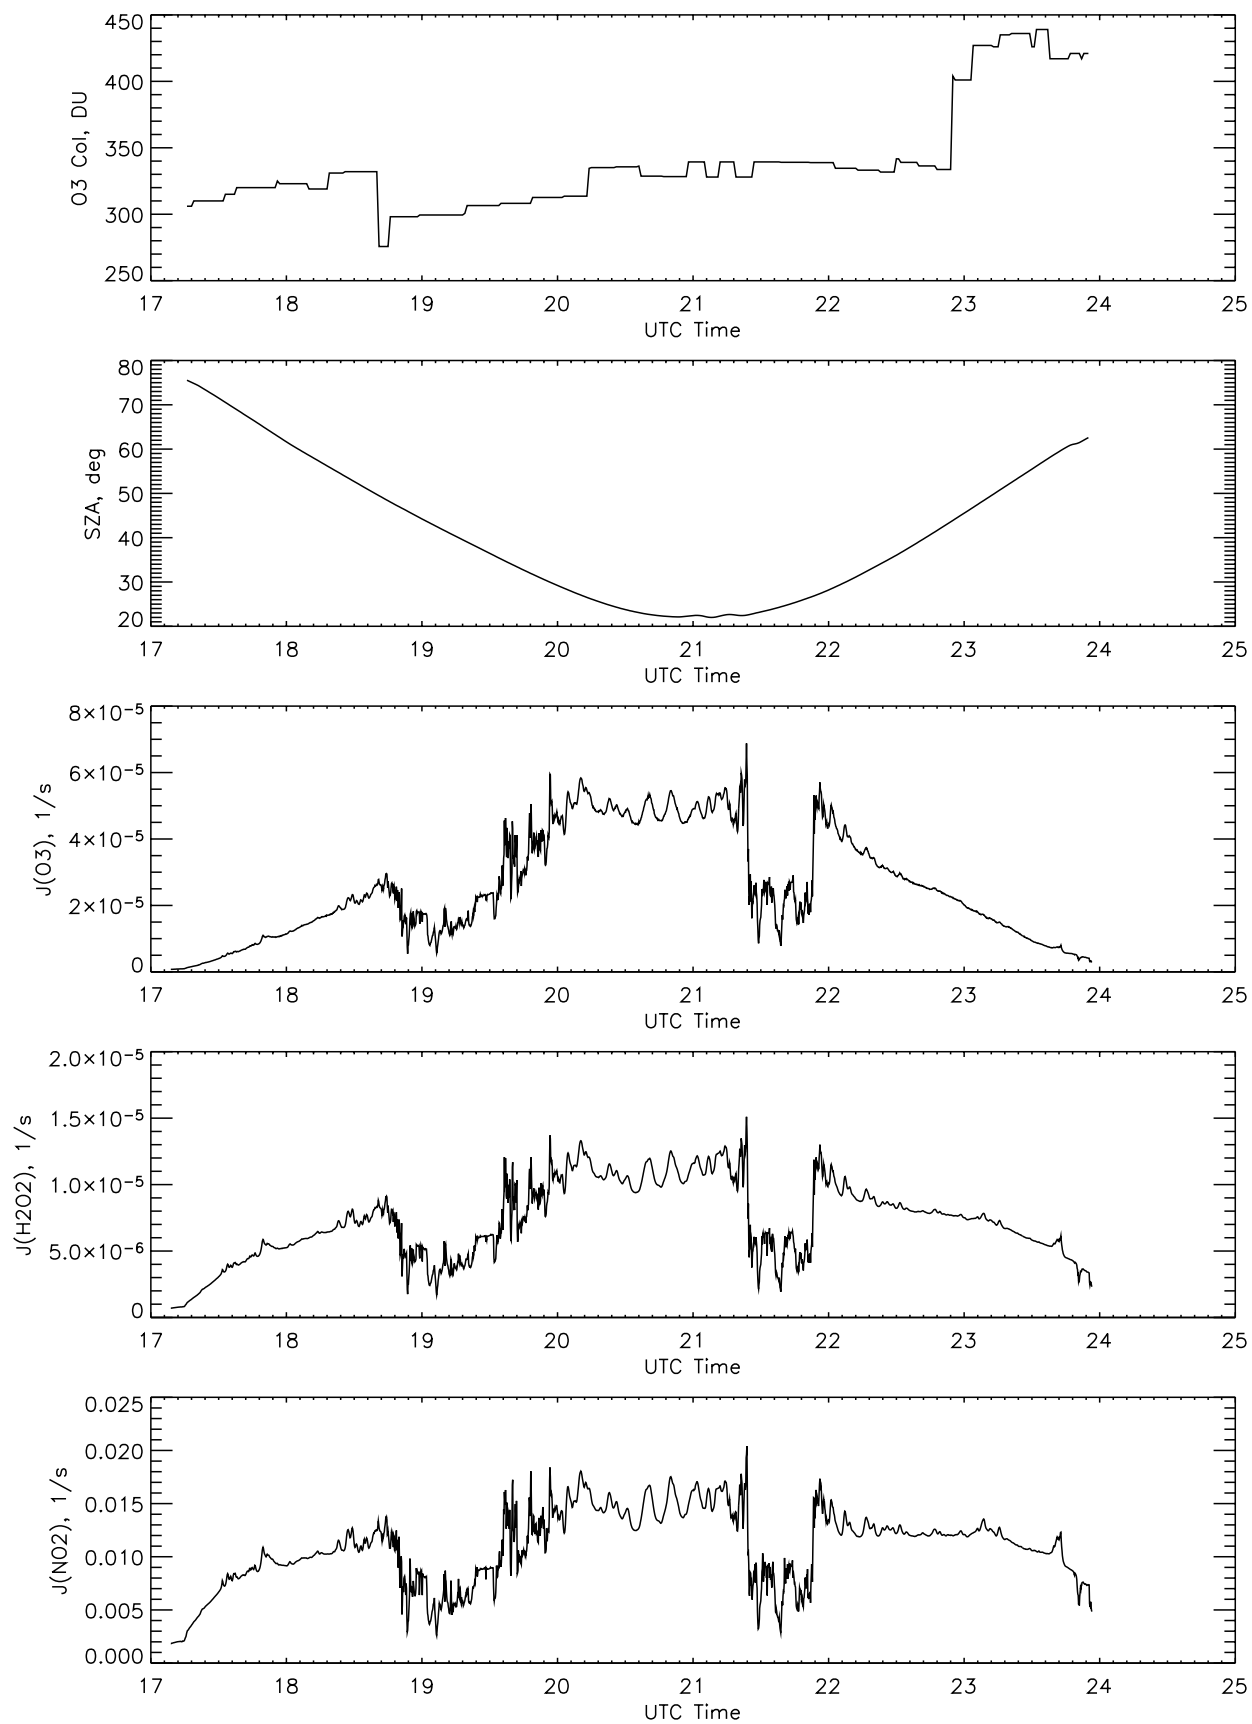 O3 Col, DU
450
400
350
300
250
17 18 19 20 21 22 23 24 25
UTC Time
SZA, deg
80
70
60
50
40
30
20
17 18 19 20 21 22 23 24 25
UTC Time
J(O3), 1/s
8×10⁻⁵
6×10⁻⁵
4×10⁻⁵
2×10⁻⁵
0
17 18 19 20 21 22 23 24 25
UTC Time
J(H2O2), 1/s
2.0×10⁻⁵
1.5×10⁻⁵
1.0×10⁻⁵
5.0×10⁻⁶
0
17 18 19 20 21 22 23 24 25
UTC Time
J(NO2), 1/s
0.025
0.020
0.015
0.010
0.005
0.000
17 18 19 20 21 22 23 24 25
UTC Time